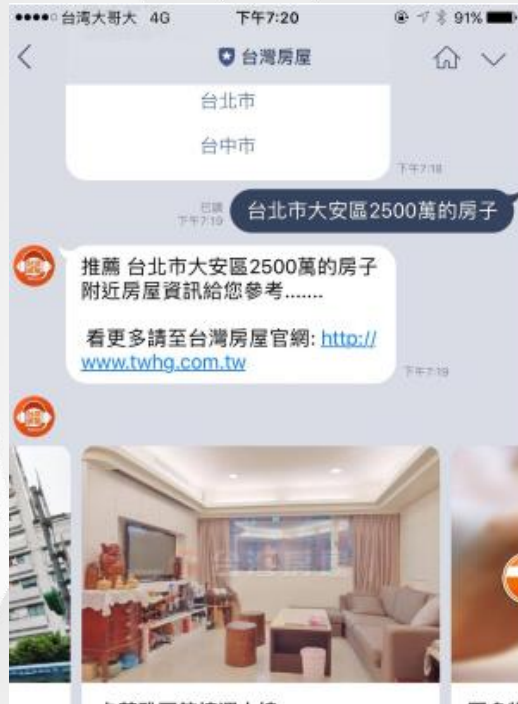 台湾大哥大 4G 下午7:20 91%
台灣房屋
台北市
台中市
下午7:18
已讀
下午7:19
台北市大安區2500萬的房子
推薦 台北市大安區2500萬的房子
附近房屋資訊給您參考.......
看更多請至台灣房屋官網: http://
www.twhg.com.tw
下午7:19
台灣房屋